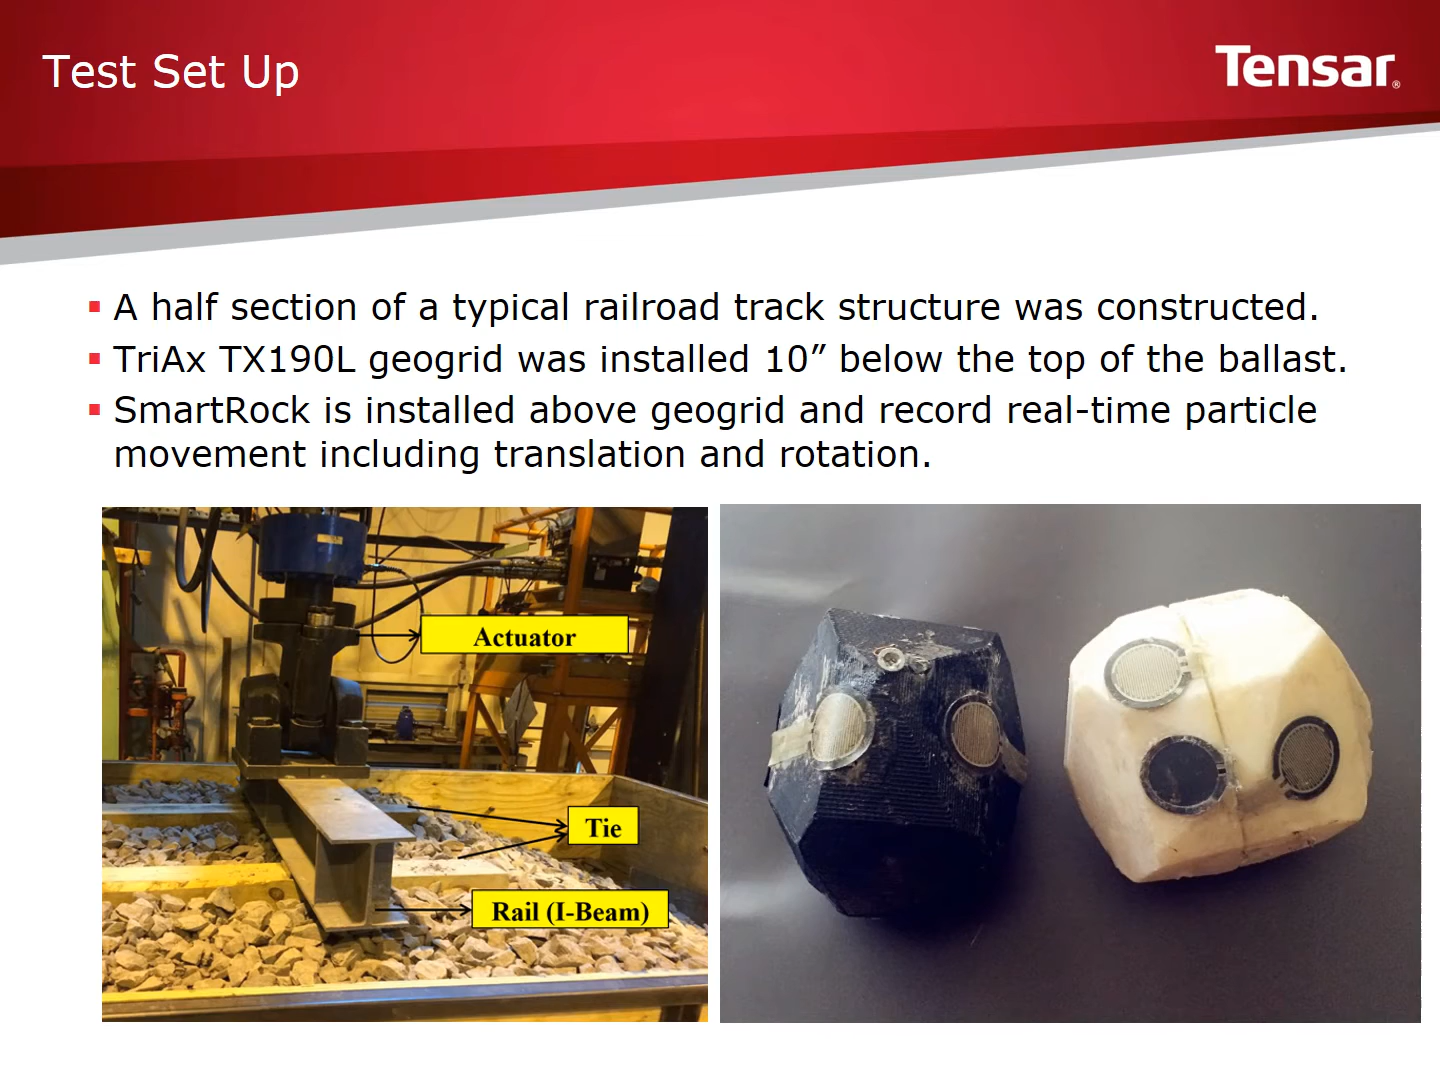 Test Set Up
Tensar®
▪ A half section of a typical railroad track structure was constructed.
▪ TriAx TX190L geogrid was installed 10” below the top of the ballast.
▪ SmartRock is installed above geogrid and record real-time particle
movement including translation and rotation.
Actuator
Tie
Rail (I-Beam)